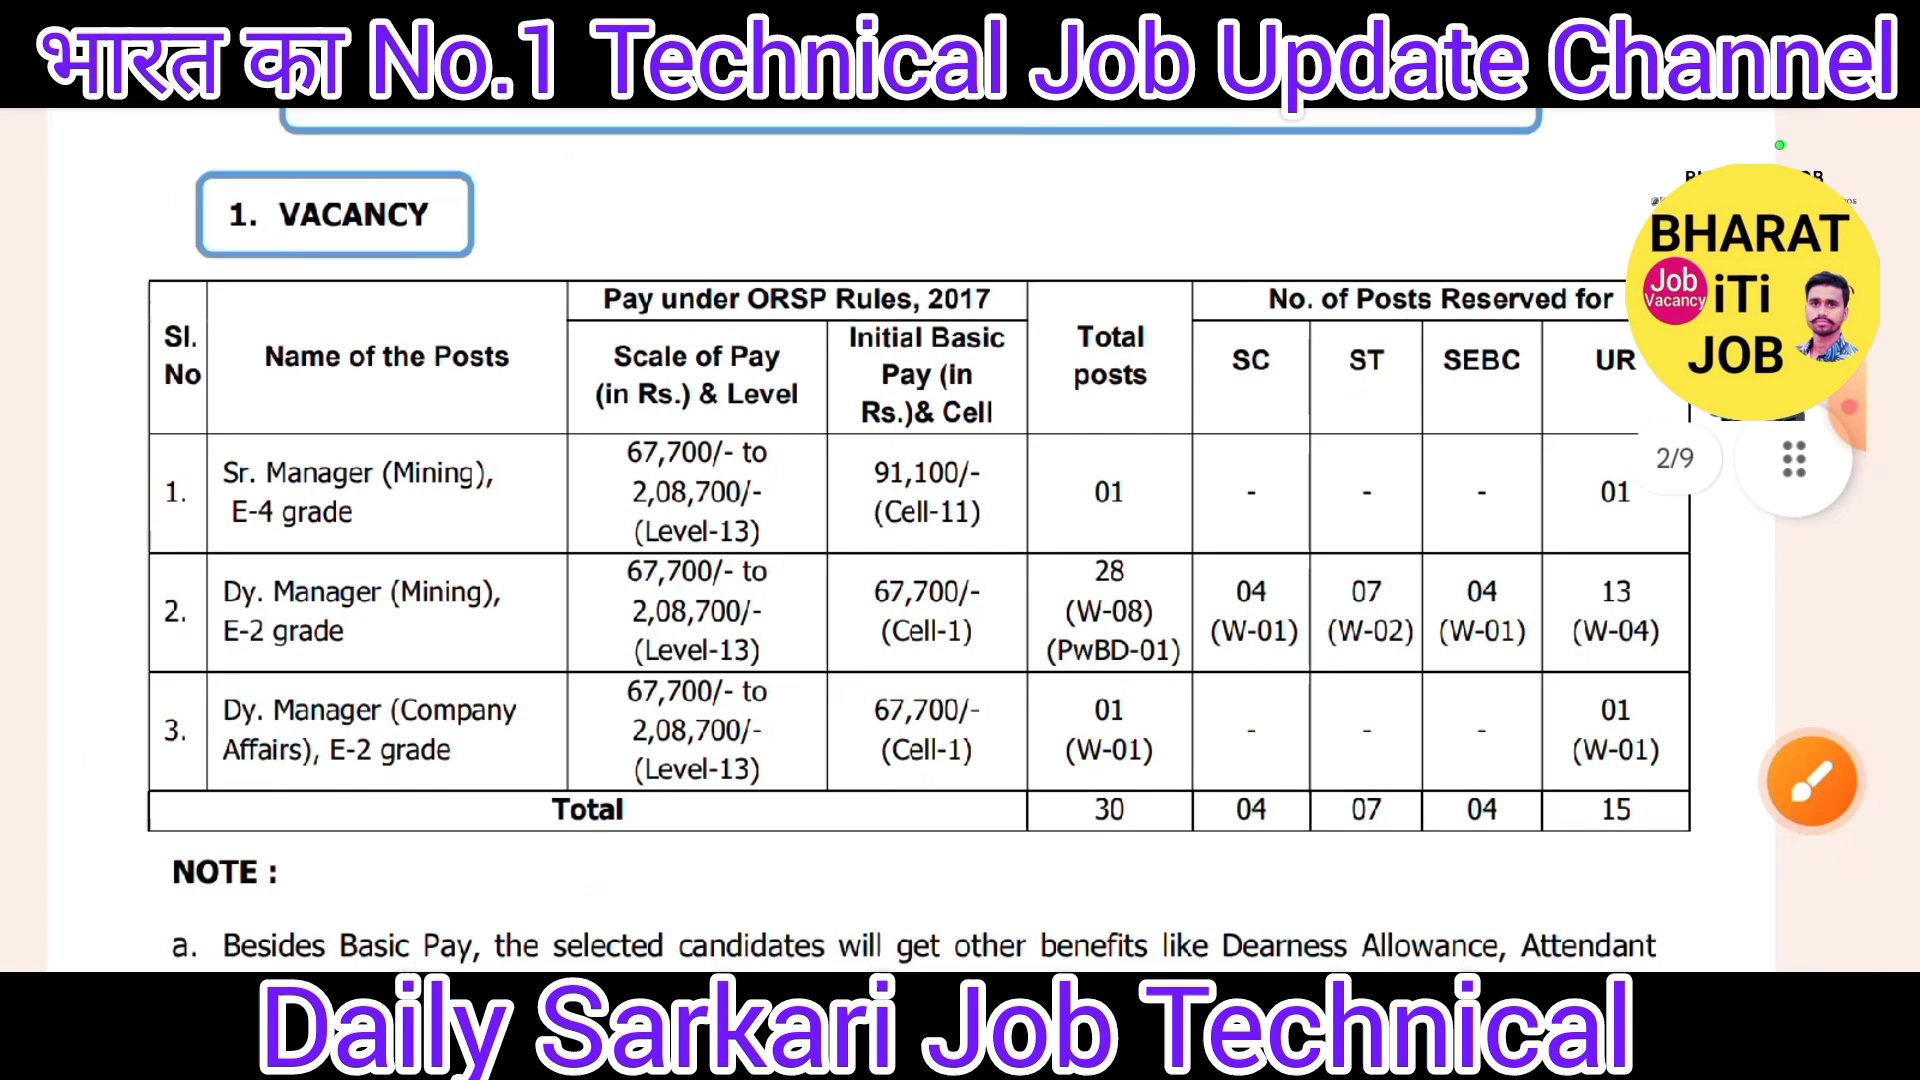 भारत का No.1 Technical Job Update Channel
1. VACANCY
BHARAT
Job
Vacancy
iTi
JOB
Sl.
No
Name of the Posts
Pay under ORSP Rules, 2017
Scale of Pay
(in Rs.) & Level
Initial Basic
Pay (in
Rs.)& Cell
Total
posts
No. of Posts Reserved for
SC
ST
SEBC
UR
2/9
1.
Sr. Manager (Mining),
E-4 grade
67,700/- to
2,08,700/-
(Level-13)
91,100/-
(Cell-11)
01
-
-
-
01
2.
Dy. Manager (Mining),
E-2 grade
67,700/- to
2,08,700/-
(Level-13)
67,700/-
(Cell-1)
28
(W-08)
(PwBD-01)
04
(W-01)
07
(W-02)
04
(W-01)
13
(W-04)
3.
Dy. Manager (Company
Affairs), E-2 grade
67,700/- to
2,08,700/-
(Level-13)
67,700/-
(Cell-1)
01
(W-01)
-
-
-
01
(W-01)
Total
30
04
07
04
15
NOTE :
a. Besides Basic Pay, the selected candidates will get other benefits like Dearness Allowance, Attendant
Daily Sarkari Job Technical